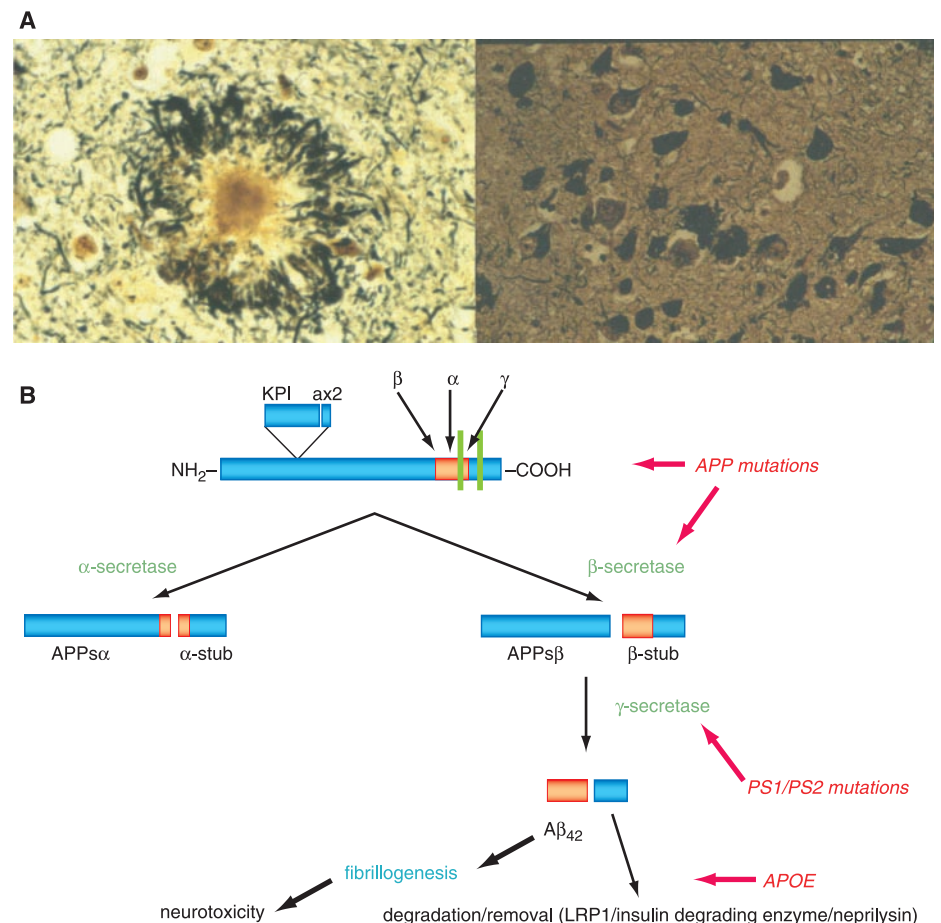 A
B
KPI ax2
β α γ
NH₂– –COOH
APP mutations
α-secretase
β-secretase
APPsα α-stub
APPsβ β-stub
γ-secretase
PS1/PS2 mutations
Aβ₄₂
fibrillogenesis
APOE
neurotoxicity
degradation/removal (LRP1/insulin degrading enzyme/neprilysin)